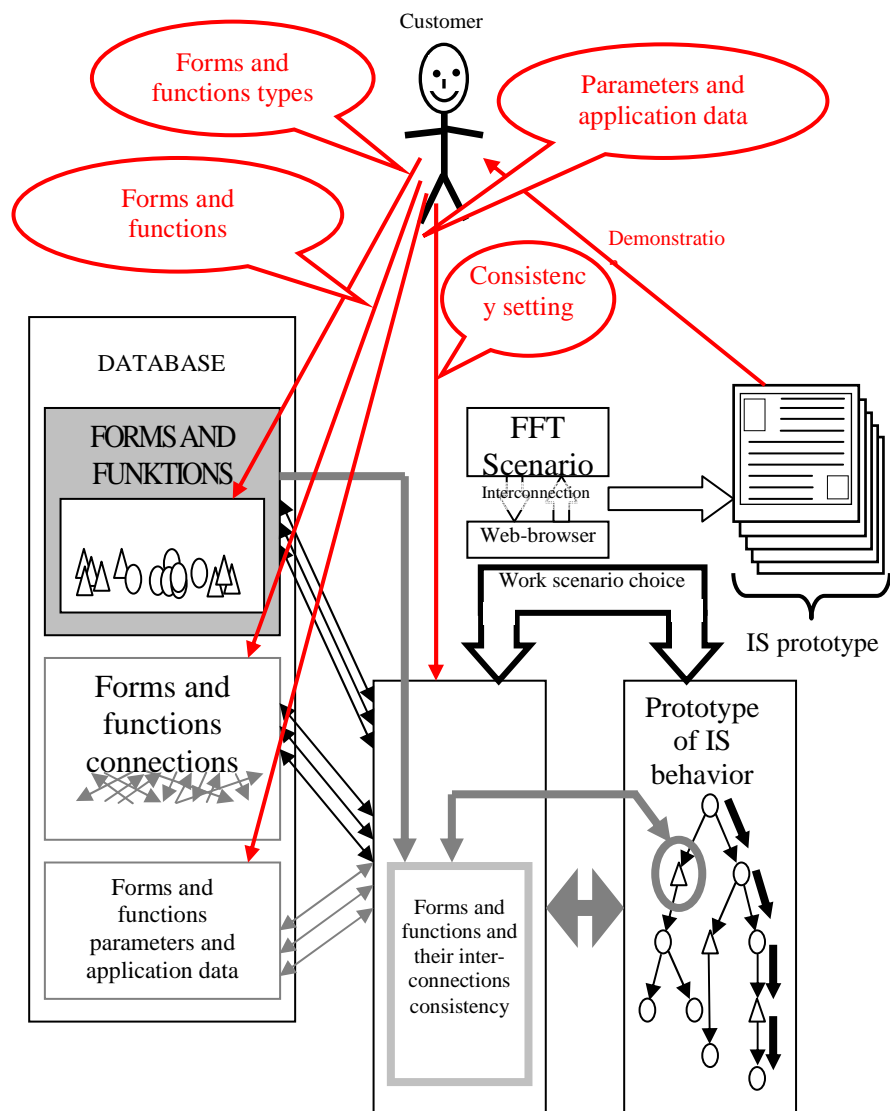 Customer
Forms and
functions types
Parameters and
application data
Forms and
functions
Demonstratio
Consistenc
y setting
DATABASE
FORMS AND
FUNKTIONS
FFT
Scenario
Interconnection
Web-browser
Work scenario choice
IS prototype
Forms and
functions
connections
Prototype
of IS
behavior
Forms and
functions
parameters and
application data
Forms and
functions and
their inter-
connections
consistency